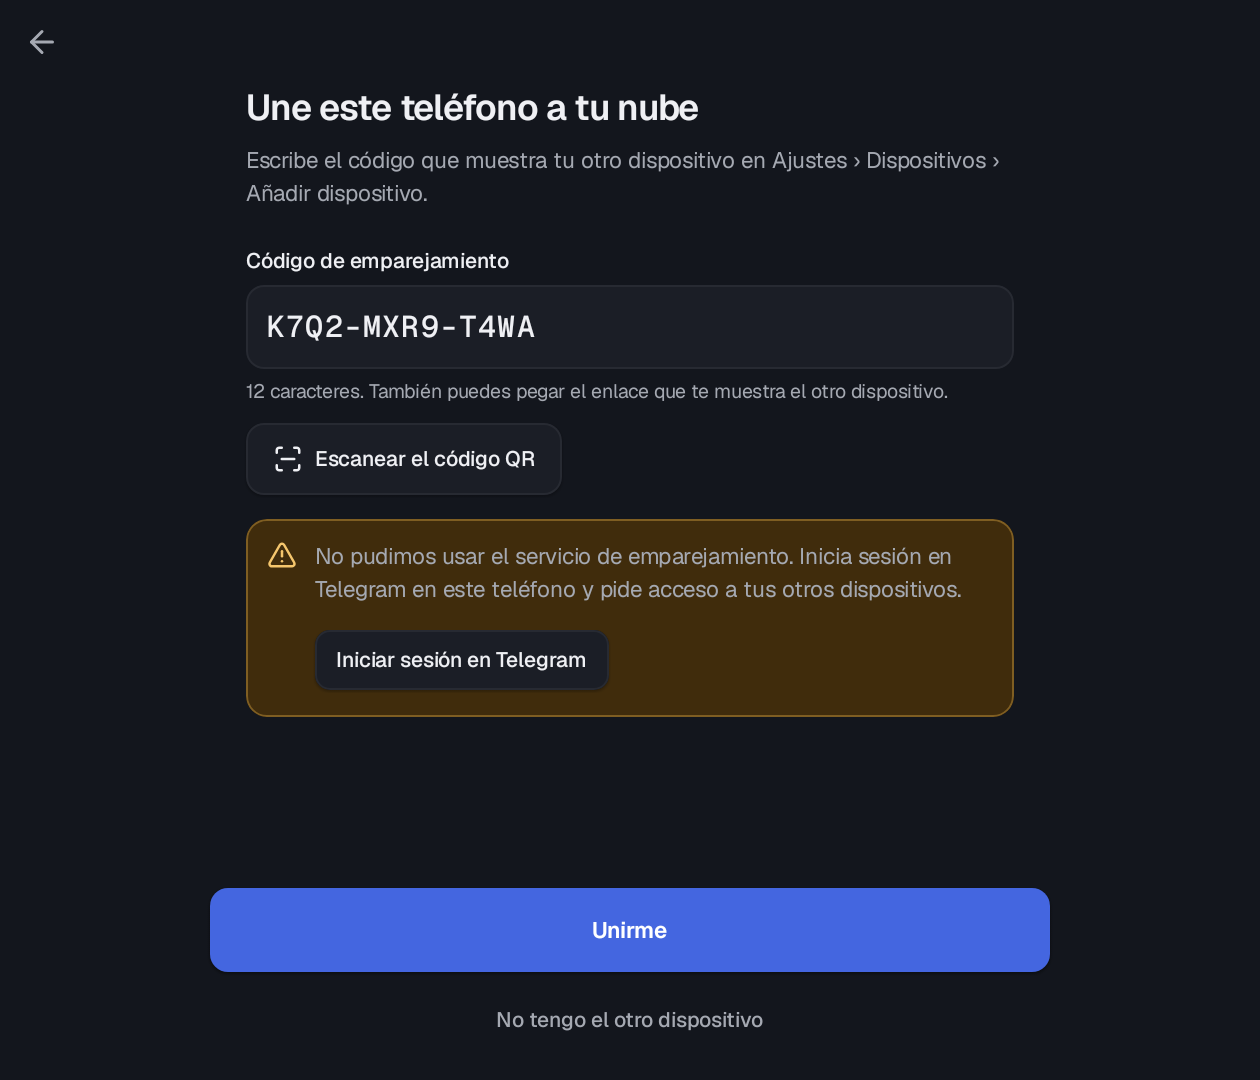 Une este teléfono a tu nube
Escribe el código que muestra tu otro dispositivo en Ajustes › Dispositivos ›
Añadir dispositivo.
Código de emparejamiento
K7Q2-MXR9-T4WA
12 caracteres. También puedes pegar el enlace que te muestra el otro dispositivo.
Escanear el código QR
No pudimos usar el servicio de emparejamiento. Inicia sesión en
Telegram en este teléfono y pide acceso a tus otros dispositivos.
Iniciar sesión en Telegram
Unirme
No tengo el otro dispositivo